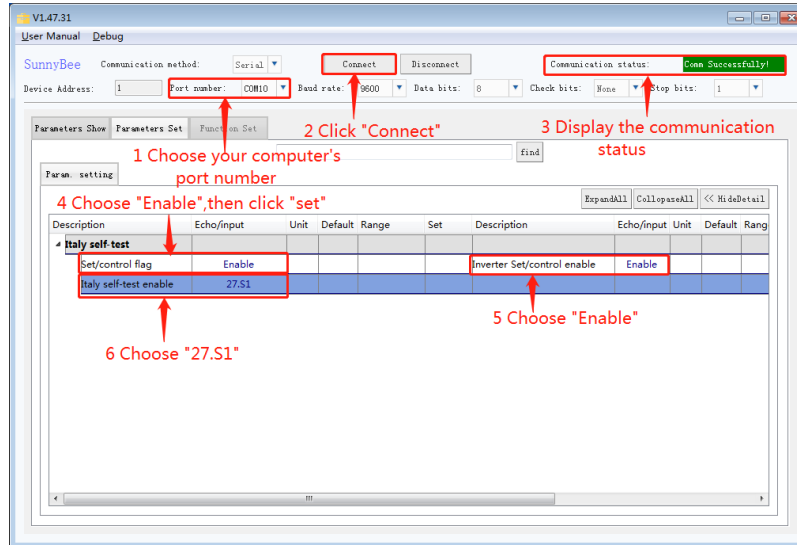 V1.47.31
User Manual Debug
SunnyBee Communication method: Serial Connect Disconnect Communication status: Comm Successfully!
Device Address: 1 Port number: COM10 Baud rate: 9600 Data bits: 8 Check bits: None Stop bits: 1
Parameters Show Parameters Set Function Set
2 Click "Connect"
3 Display the communication
status
find
1 Choose your computer's
port number
Param. setting
ExpandAll CollopaseAll << HideDetail
4 Choose "Enable",then click "set"
Description Echo/input Unit Default Range Set Description Echo/input Unit Default Rang
Italy self-test
Set/control flag Enable Inverter Set/control enable Enable
Italy self-test enable 27.S1
5 Choose "Enable"
6 Choose "27.S1"